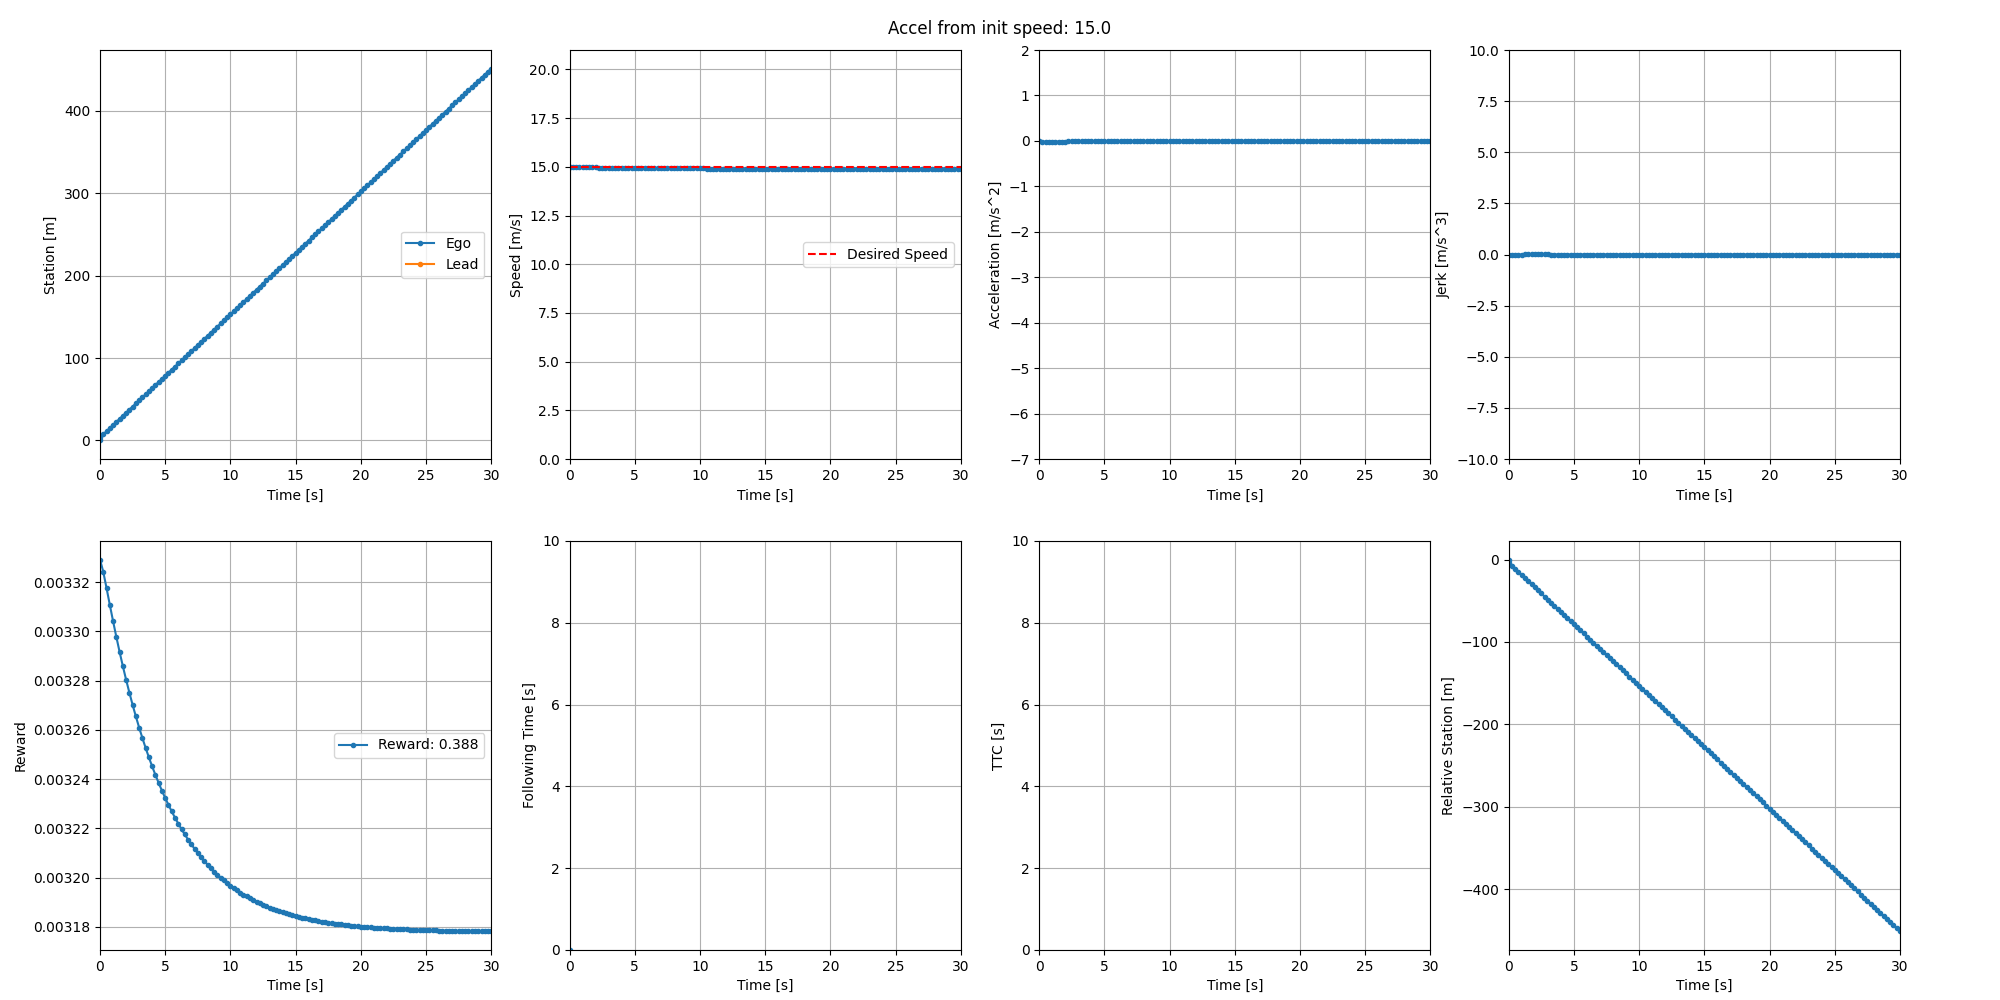 Accel from init speed: 15.0
Station [m]
400
300
200
100
0
Ego
Lead
0 5 10 15 20 25 30
Time [s]
Speed [m/s]
20.0
17.5
15.0
12.5
10.0
7.5
5.0
2.5
0.0
Desired Speed
0 5 10 15 20 25 30
Time [s]
Acceleration [m/s^2]
2
1
0
−1
−2
−3
−4
−5
−6
−7
0 5 10 15 20 25 30
Time [s]
Jerk [m/s^3]
10.0
7.5
5.0
2.5
0.0
−2.5
−5.0
−7.5
−10.0
0 5 10 15 20 25 30
Time [s]
Reward
0.00332
0.00330
0.00328
0.00326
0.00324
0.00322
0.00320
0.00318
Reward: 0.388
0 5 10 15 20 25 30
Time [s]
Following Time [s]
10
8
6
4
2
0
0 5 10 15 20 25 30
Time [s]
TTC [s]
10
8
6
4
2
0
0 5 10 15 20 25 30
Time [s]
Relative Station [m]
0
−100
−200
−300
−400
0 5 10 15 20 25 30
Time [s]